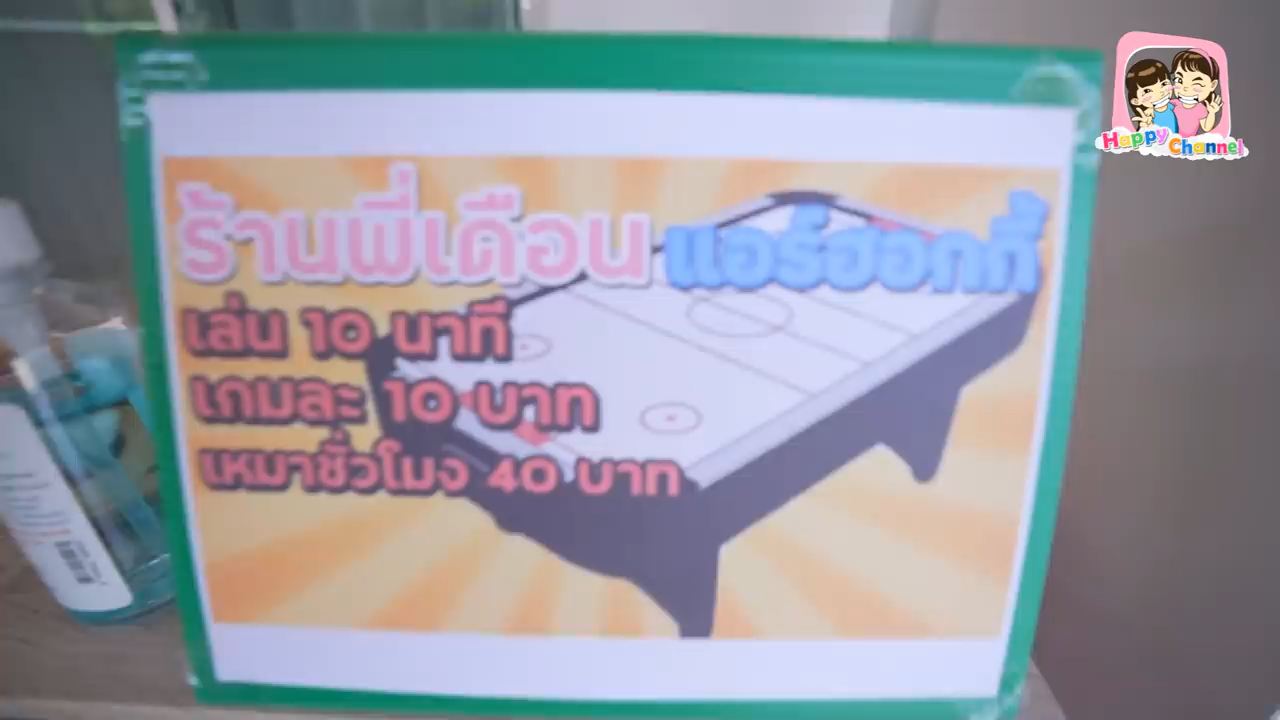 ร้านพี่เดือน แอร์ฮอกกี้
เล่น 10 นาที
เกมละ 10 บาท
เหมาชั่วโมง 40 บาท
Happy Channel